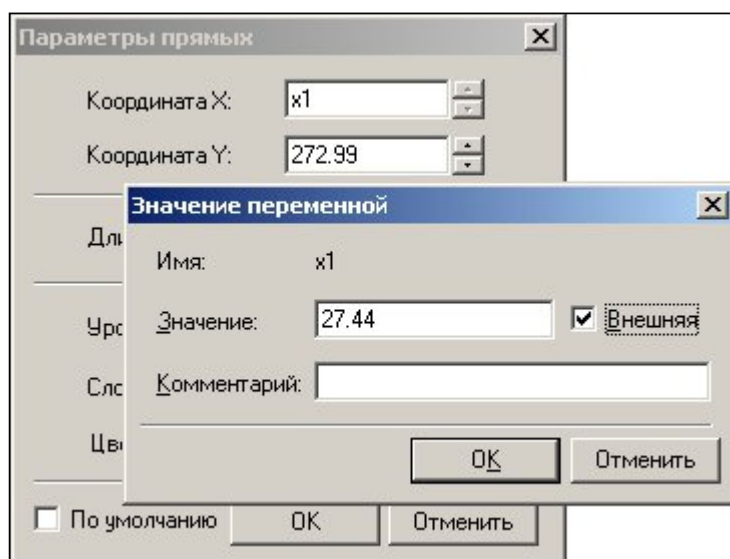 Параметры прямых
Координата X: x1
Координата Y: 272.99
Значение переменной
Имя: x1
Значение: 27.44 Внешняя
Комментарий:
OK Отменить
По умолчанию OK Отменить